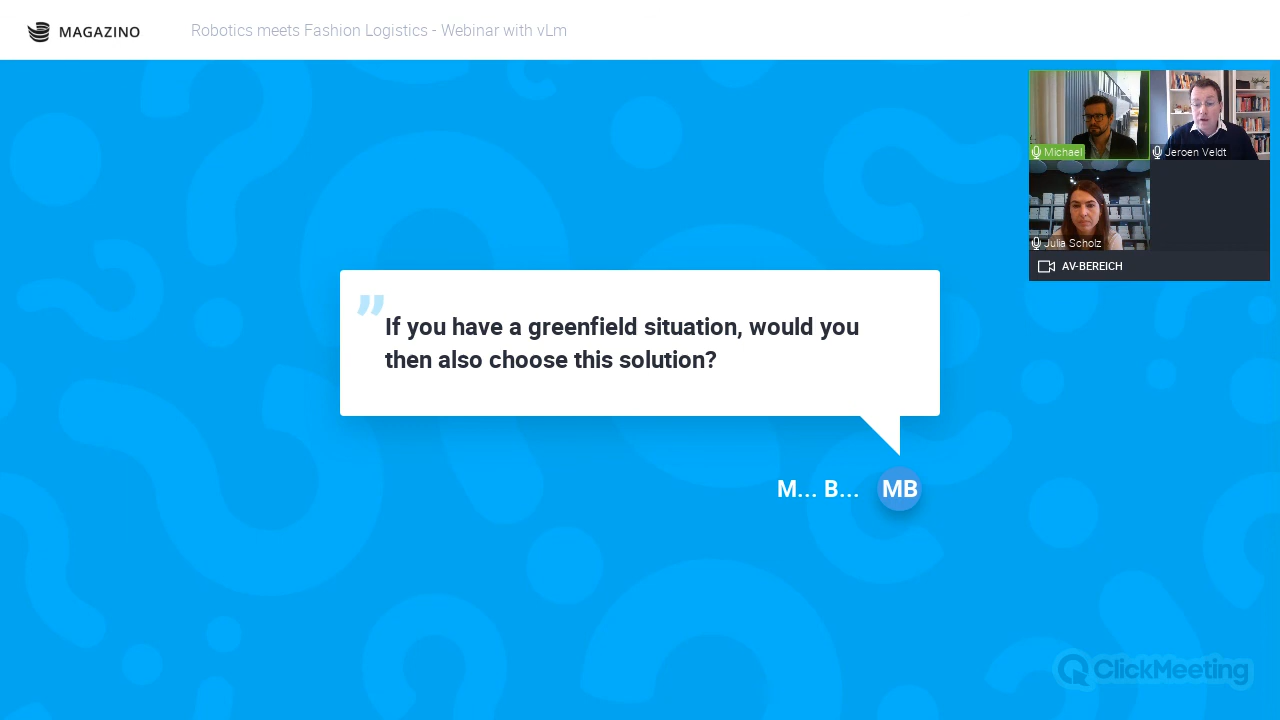 MAGAZINO
Robotics meets Fashion Logistics - Webinar with vLm
Michael
Jeroen Veldt
Julia Scholz
AV-BEREICH
"
If you have a greenfield situation, would you
then also choose this solution?
M... B...
MB
ClickMeeting